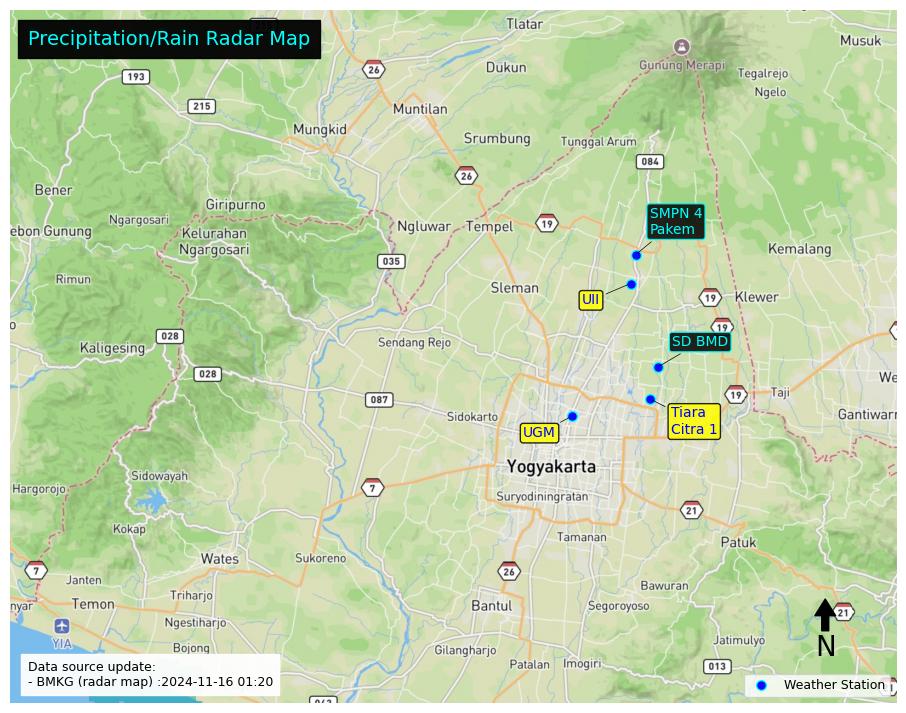 Precipitation/Rain Radar Map
Tlatar
Musuk
26
193
Dukun
Gunung Merapi
Tegalrejo
Ngelo
215
Muntilan
Mungkid
Srumbung
Tunggal Arum
084
26
Bener
Giripurno
Ngargosari
ebon Gunung
Kelurahan
Ngargosari
Ngluwar
Tempel
19
SMPN 4
Pakem
Kemalang
035
Rimun
Sleman
UII
19
Klewer
19
028
Kaligesing
Sendang Rejo
SD BMD
028
We
087
19
Taji
Sidokarto
Tiara
Citra 1
Gantiwarn
UGM
Yogyakarta
Sidowayah
Hargorojo
7
Suryodiningratan
21
Kokap
Tamanan
Patuk
Wates
Sukoreno
7
26
Janten
Bawuran
nyar
Temon
Triharjo
Bantul
Segoroyoso
21
Ngestiharjo
YIA
N
Bojong
Gilangharjo
Jatimulyo
Patalan
Imogiri
013
Data source update:
- BMKG (radar map) :2024-11-16 01:20
Weather Station